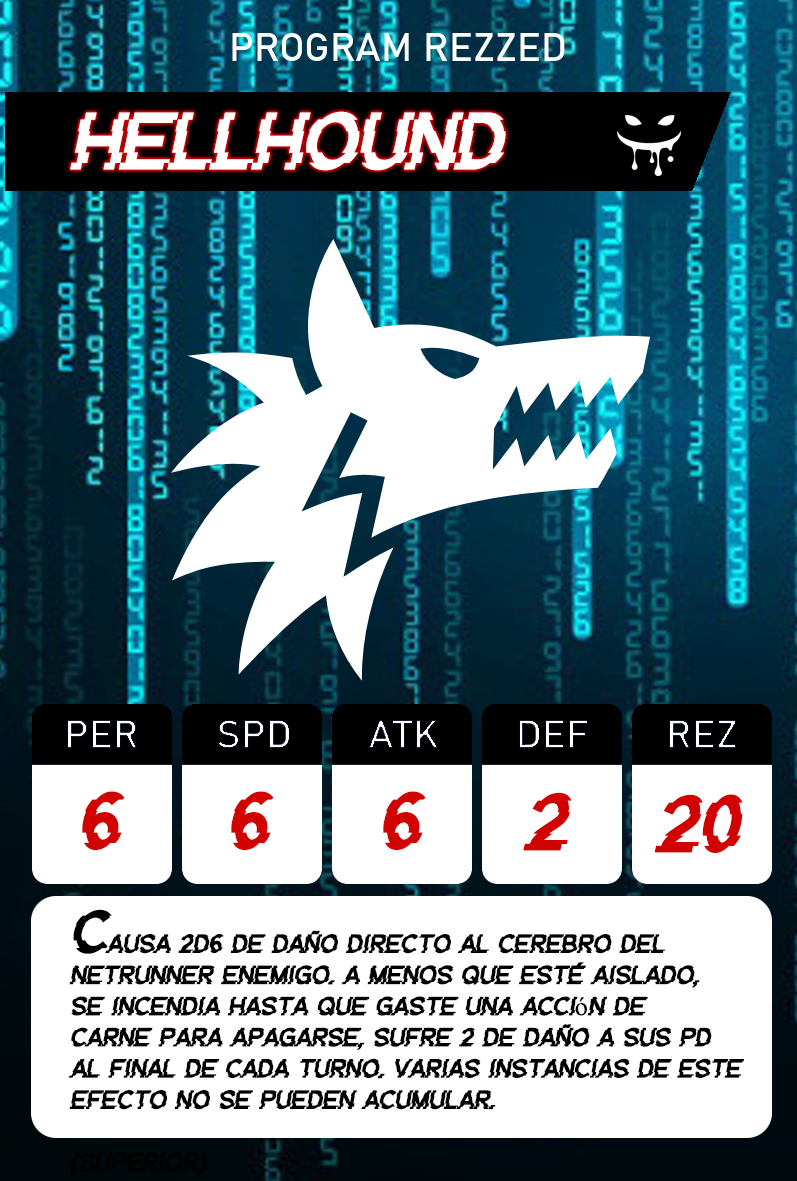 PROGRAM REZZED
HELLHOUND
PER SPD ATK DEF REZ
6 6 6 2 20
CAUSA 2D6 DE DAÑO DIRECTO AL CEREBRO DEL
NETRUNNER ENEMIGO. A MENOS QUE ESTÉ AISLADO,
SE INCENDIA HASTA QUE GASTE UNA ACCIóN DE
CARNE PARA APAGARSE, SUFRE 2 DE DAÑO A SUS PD
AL FINAL DE CADA TURNO. VARIAS INSTANCIAS DE ESTE
EFECTO NO SE PUEDEN ACUMULAR.
(SUPERIOR)